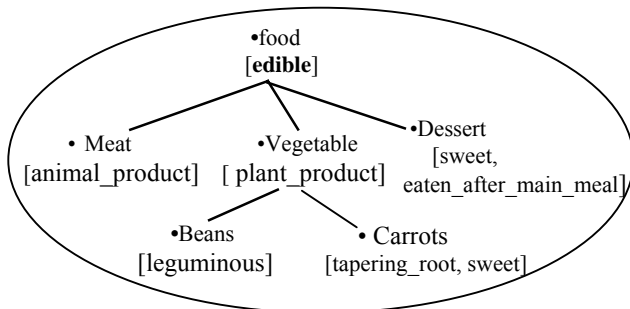 •food
[edible]
• Meat
[animal_product]
•Vegetable
[ plant_product]
•Dessert
[sweet,
eaten_after_main_meal]
•Beans
[leguminous]
• Carrots
[tapering_root, sweet]